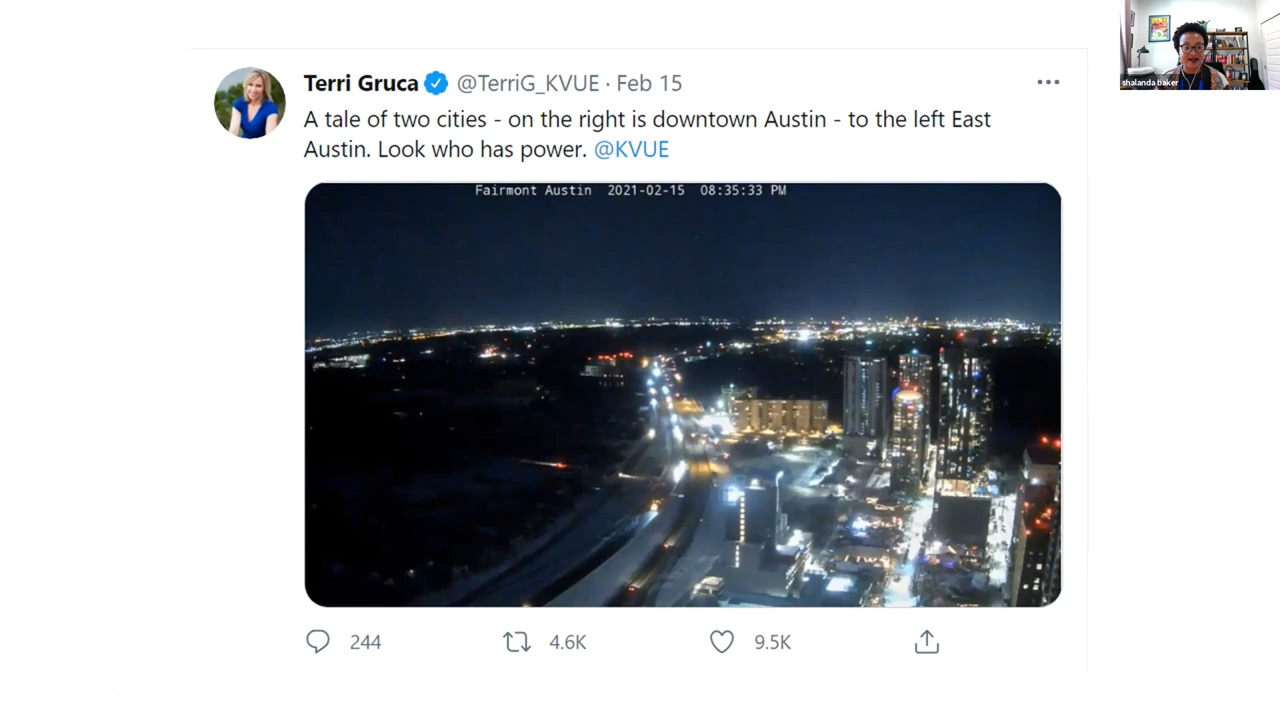 Terri Gruca @TerriG_KVUE · Feb 15
A tale of two cities - on the right is downtown Austin - to the left East
Austin. Look who has power. @KVUE
Fairmont Austin 2021-02-15 08:35:33 PM
244 4.6K 9.5K
shalanda baker